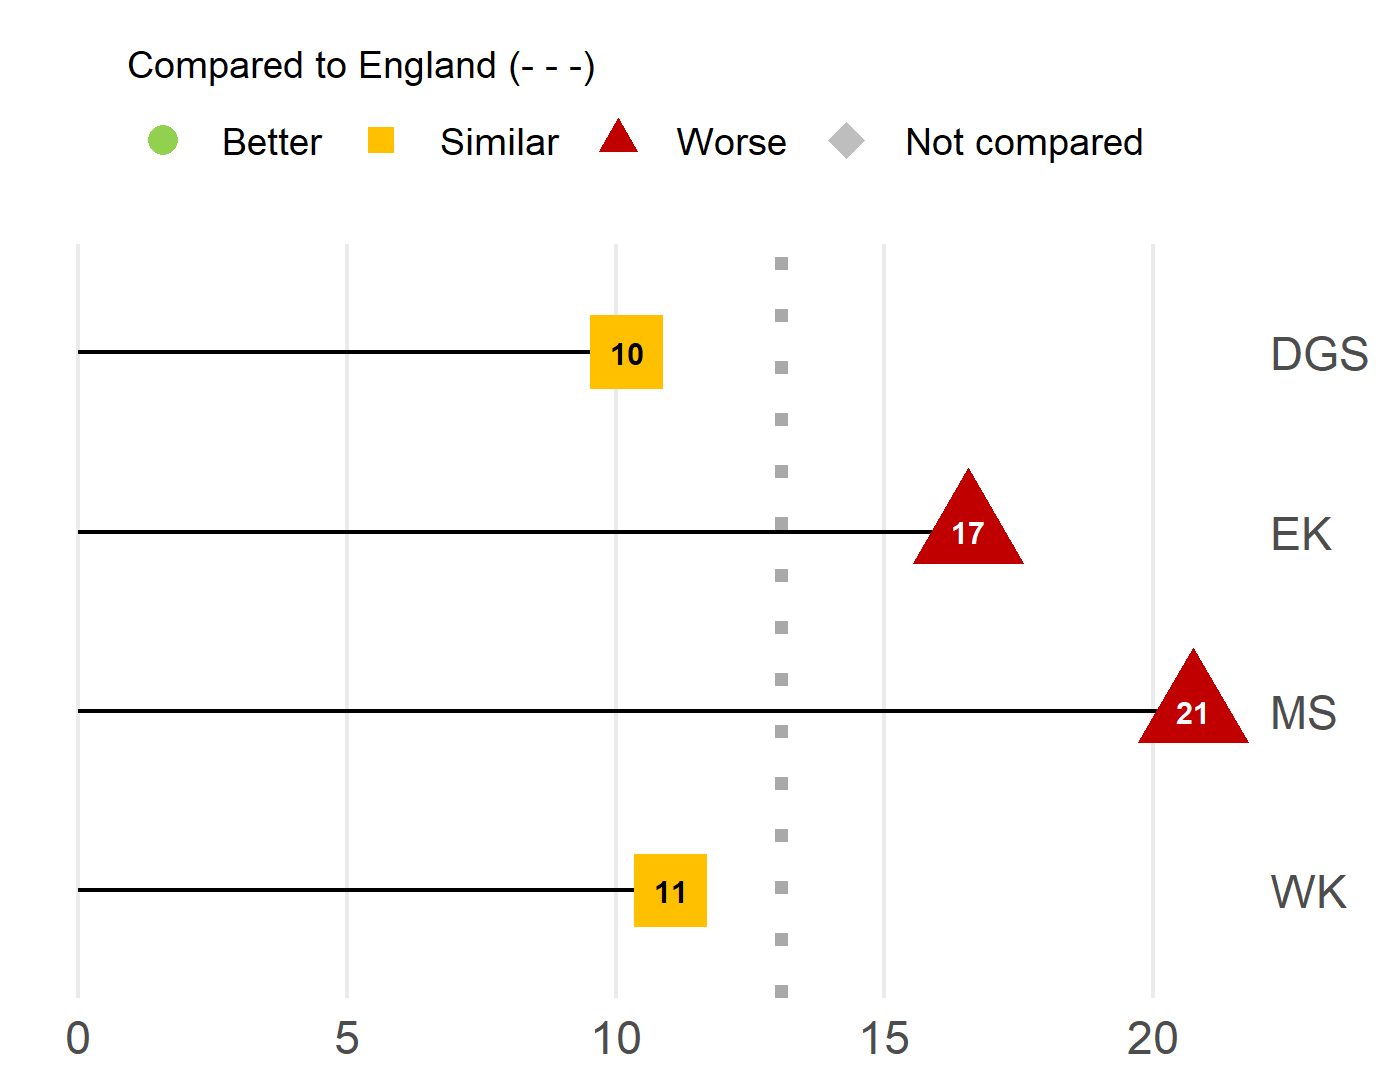 Compared to England (- - -)
Better Similar Worse Not compared
10 DGS
17 EK
21 MS
11 WK
0 5 10 15 20